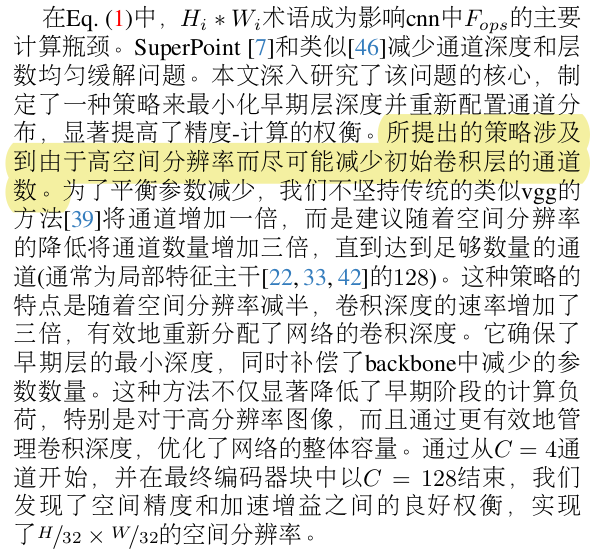 在Eq. (1)中，H_i * W_i术语成为影响cnn中F_ops的主要
计算瓶颈。SuperPoint [7]和类似[46]减少通道深度和层
数均匀缓解问题。本文深入研究了该问题的核心，制
定了一种策略来最小化早期层深度并重新配置通道分
布，显著提高了精度-计算的权衡。所提出的策略涉及
到由于高空间分辨率而尽可能减少初始卷积层的通道
数。为了平衡参数减少，我们不坚持传统的类似vgg的
方法[39]将通道增加一倍，而是建议随着空间分辨率
的降低将通道数量增加三倍，直到达到足够数量的通
道(通常为局部特征主干[22, 33, 42]的128)。这种策略的
特点是随着空间分辨率减半，卷积深度的速率增加了
三倍，有效地重新分配了网络的卷积深度。它确保了
早期层的最小深度，同时补偿了backbone中减少的参
数数量。这种方法不仅显著降低了早期阶段的计算负
荷，特别是对于高分辨率图像，而且通过更有效地管
理卷积深度，优化了网络的整体容量。通过从C = 4通
道开始，并在最终编码器块中以C = 128结束，我们
发现了空间精度和加速增益之间的良好权衡，实现
了H/32 × W/32的空间分辨率。